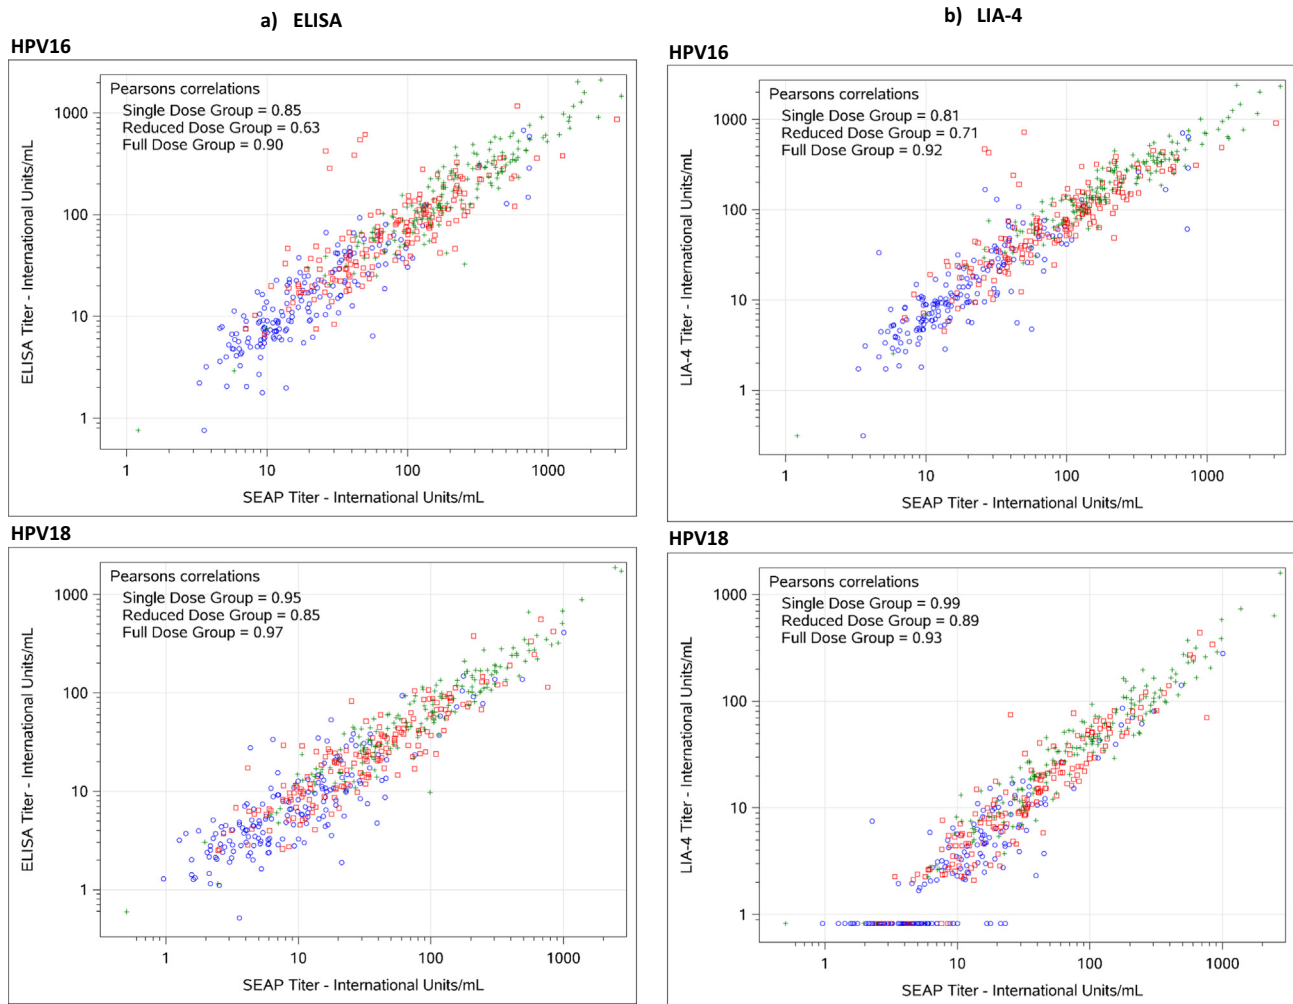 a) ELISA
HPV16
Pearsons correlations
Single Dose Group = 0.85
Reduced Dose Group = 0.63
Full Dose Group = 0.90
ELISA Titer - International Units/mL
1000
100
10
1
1 10 100 1000
SEAP Titer - International Units/mL
b) LIA-4
HPV16
Pearsons correlations
Single Dose Group = 0.81
Reduced Dose Group = 0.71
Full Dose Group = 0.92
LIA-4 Titer - International Units/mL
1000
100
10
1
1 10 100 1000
SEAP Titer - International Units/mL
HPV18
Pearsons correlations
Single Dose Group = 0.95
Reduced Dose Group = 0.85
Full Dose Group = 0.97
ELISA Titer - International Units/mL
1000
100
10
1
1 10 100 1000
SEAP Titer - International Units/mL
HPV18
Pearsons correlations
Single Dose Group = 0.99
Reduced Dose Group = 0.89
Full Dose Group = 0.93
LIA-4 Titer - International Units/mL
1000
100
10
1
1 10 100 1000
SEAP Titer - International Units/mL